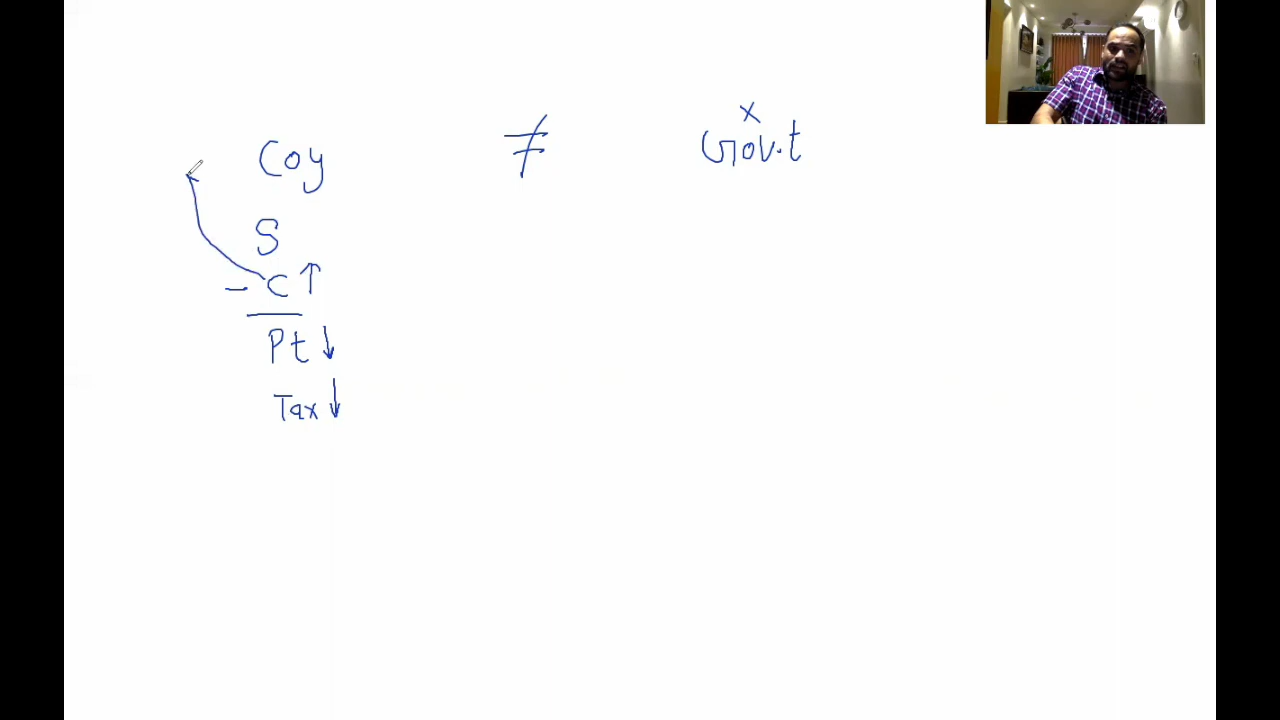 Coy ≠ Gov.t
x
S
- C ↑
Pt ↓
Tax ↓